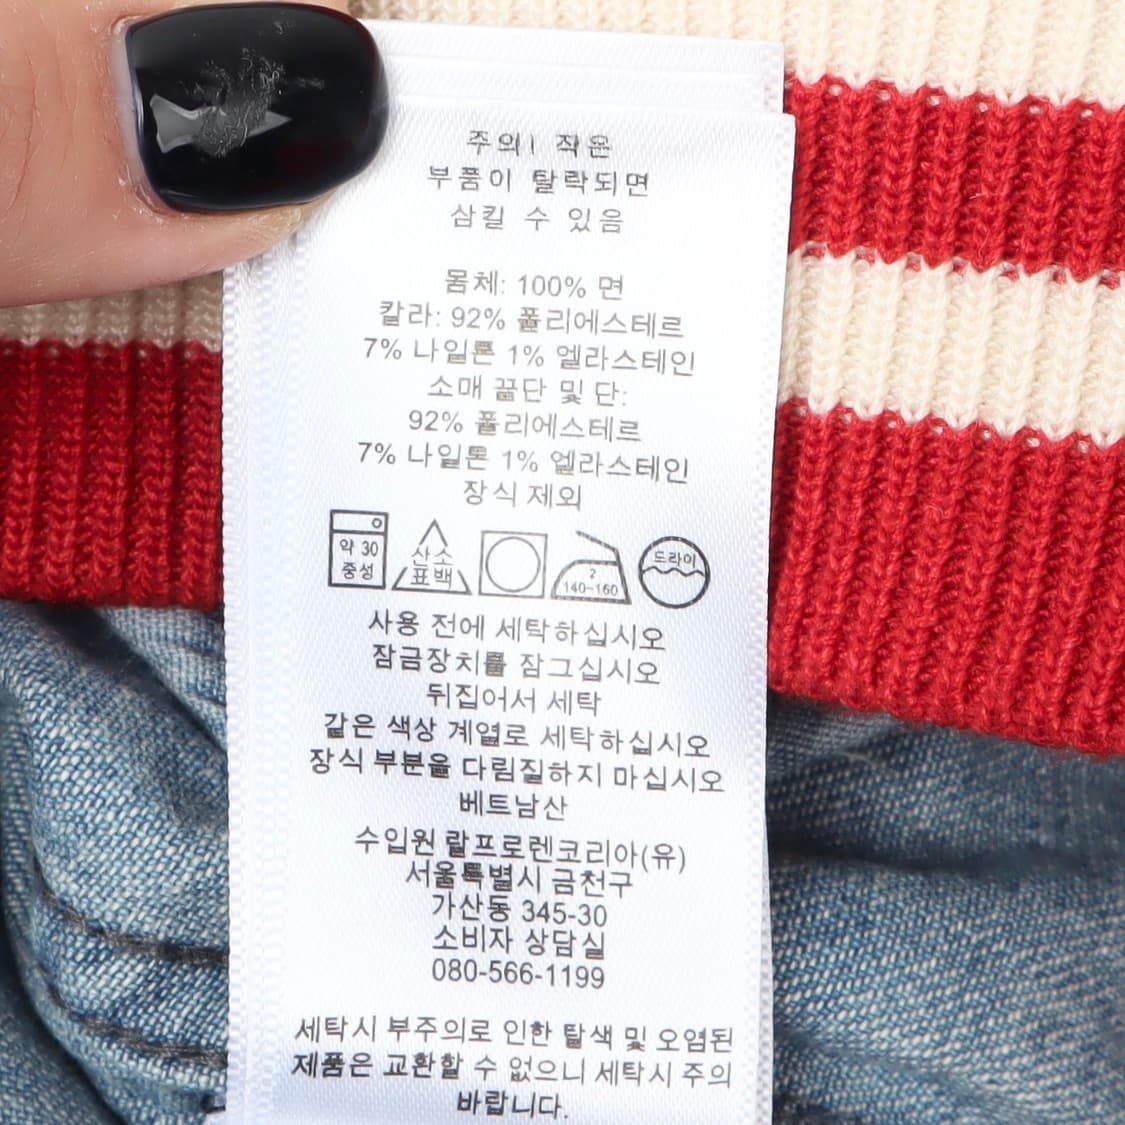 주의! 작은
부품이 탈락되면
삼킬 수 있음
몸체: 100% 면
칼라: 92% 폴리에스테르
7% 나일론 1% 엘라스테인
소매 끝단 및 단:
92% 폴리에스테르
7% 나일론 1% 엘라스테인
장식 제외
약 30
중성
산소
표백
2
140-160
드라이
사용 전에 세탁하십시오
잠금장치를 잠그십시오
뒤집어서 세탁
같은 색상 계열로 세탁하십시오
장식 부분을 다림질하지 마십시오
베트남산
수입원 랄프로렌코리아(유)
서울특별시 금천구
가산동 345-30
소비자 상담실
080-566-1199
세탁시 부주의로 인한 탈색 및 오염된
제품은 교환할 수 없으니 세탁시 주의
바랍니다.